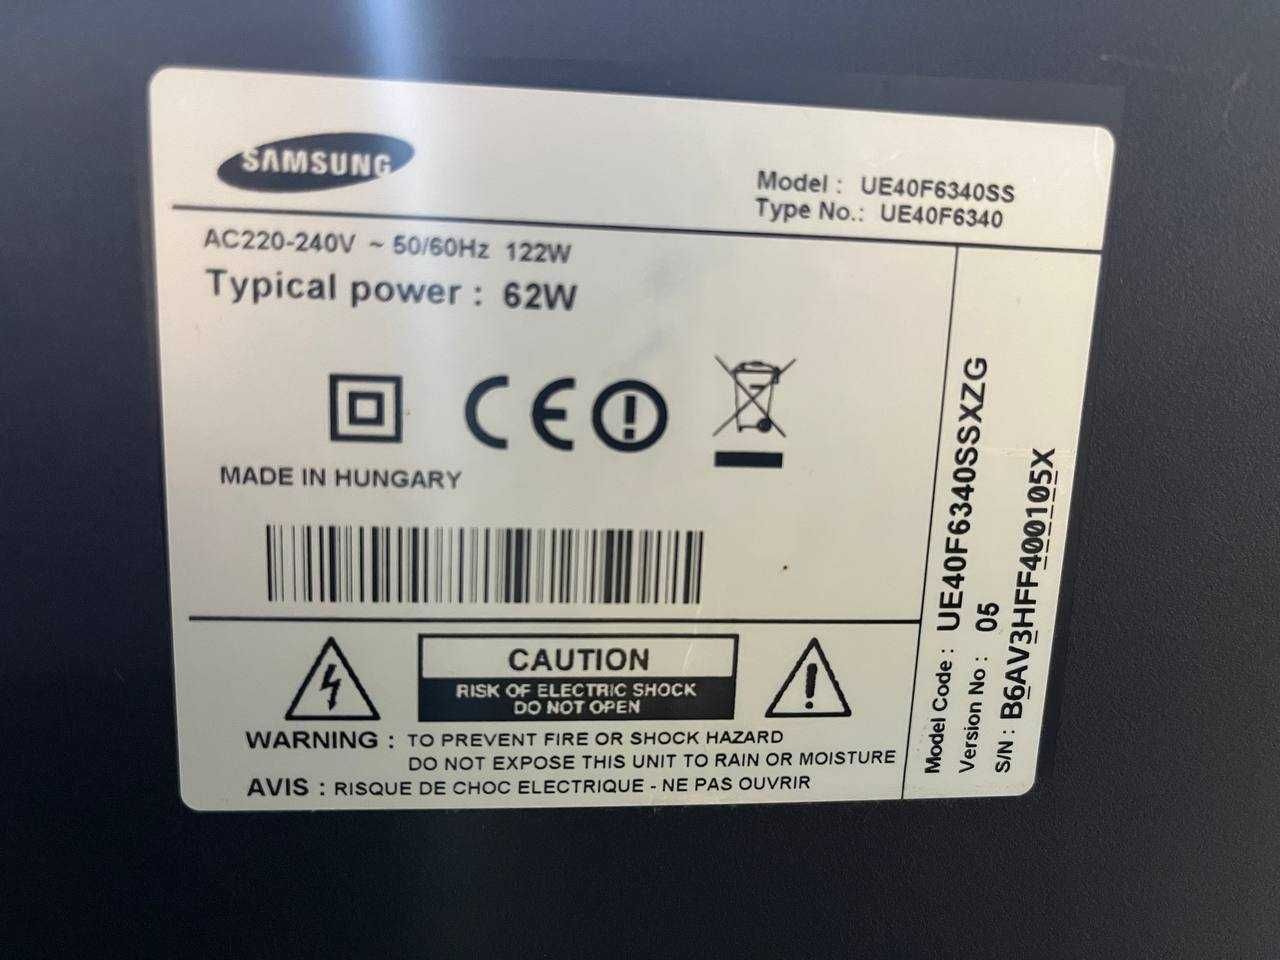 SAMSUNG
Model : UE40F6340SS
Type No.: UE40F6340
AC220-240V ~ 50/60Hz 122W
Typical power : 62W
CE
MADE IN HUNGARY
CAUTION
RISK OF ELECTRIC SHOCK
DO NOT OPEN
WARNING : TO PREVENT FIRE OR SHOCK HAZARD
DO NOT EXPOSE THIS UNIT TO RAIN OR MOISTURE
AVIS : RISQUE DE CHOC ELECTRIQUE - NE PAS OUVRIR
Model Code : UE40F6340SSXZG
Version No : 05
S/N : B6AV3HFF400105X